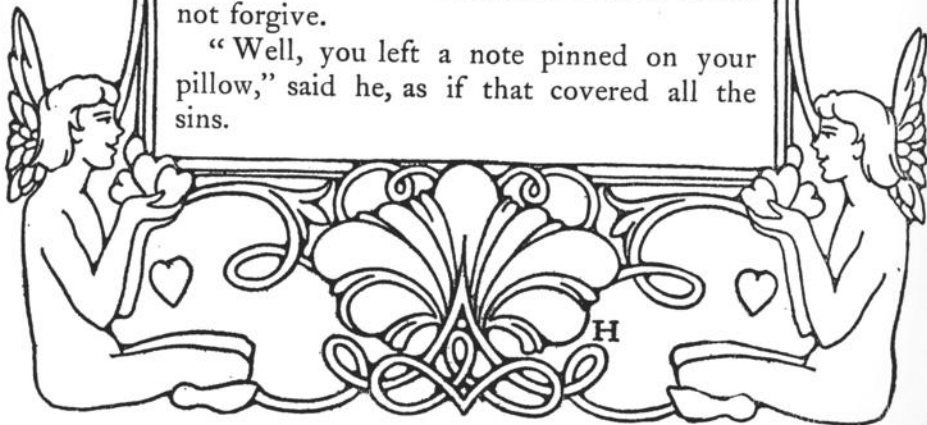 not forgive.
“ Well, you left a note pinned on your
pillow,” said he, as if that covered all the
sins.
H